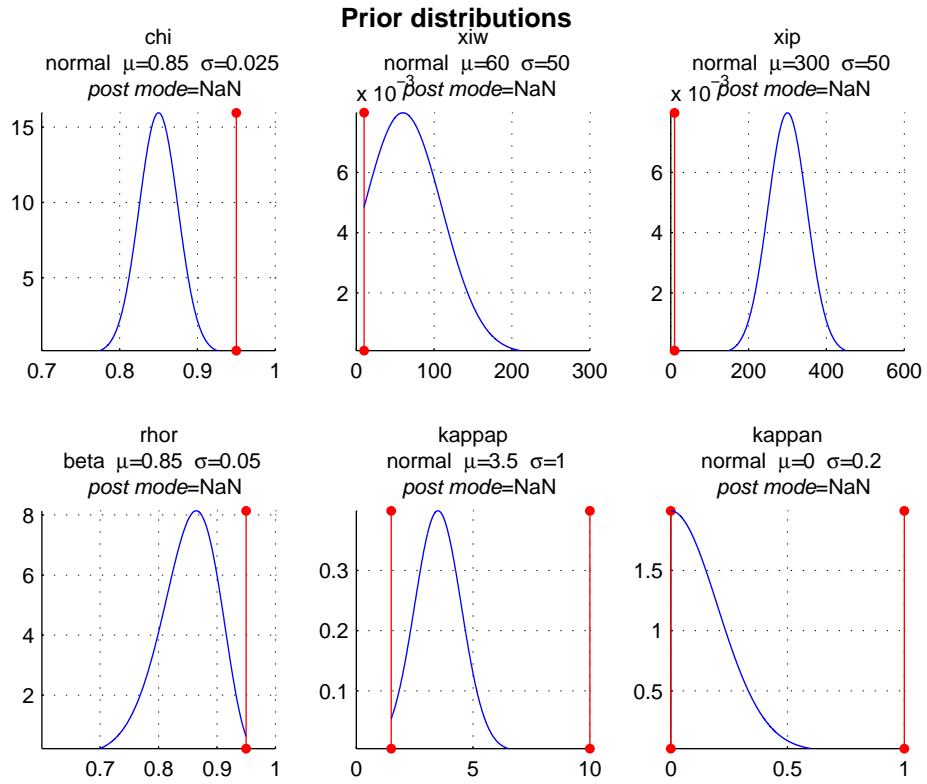 Prior distributions
chi
normal μ=0.85 σ=0.025
post mode=NaN
15
10
5
0.7 0.8 0.9 1
xiw
normal μ=60 σ=50
x 10⁻³
post mode=NaN
6
4
2
0 100 200 300
xip
normal μ=300 σ=50
x 10⁻³
post mode=NaN
6
4
2
0 200 400 600
rhor
beta μ=0.85 σ=0.05
post mode=NaN
8
6
4
2
0.7 0.8 0.9 1
kappap
normal μ=3.5 σ=1
post mode=NaN
0.3
0.2
0.1
0 5 10
kappan
normal μ=0 σ=0.2
post mode=NaN
1.5
1
0.5
0 0.5 1